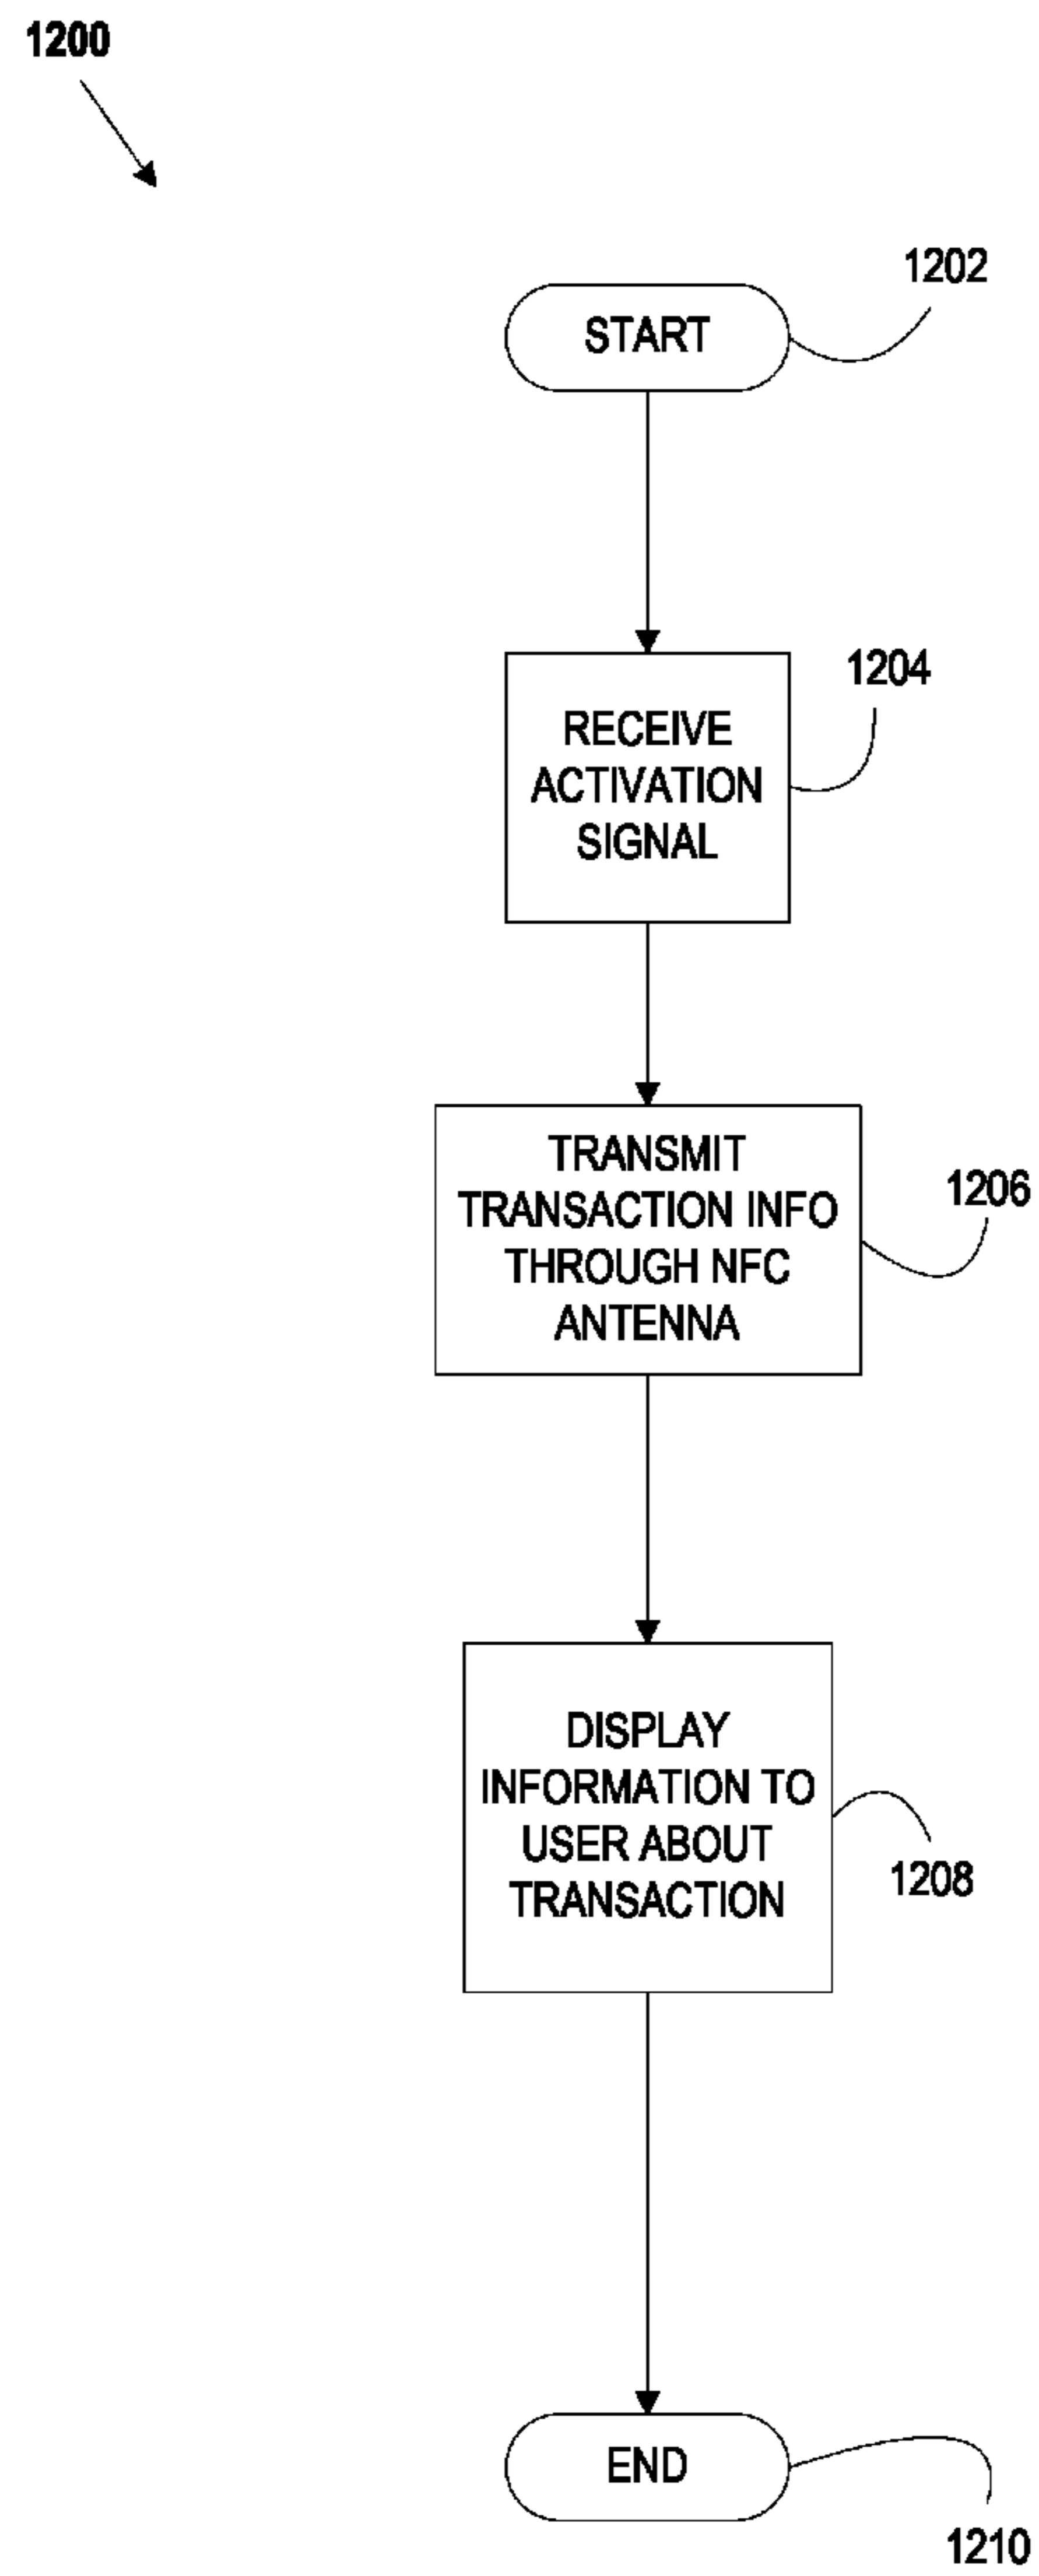 1200
1202
START
1204
RECEIVE
ACTIVATION
SIGNAL
TRANSMIT
TRANSACTION INFO
THROUGH NFC
ANTENNA
1206
DISPLAY
INFORMATION TO
USER ABOUT
TRANSACTION
1208
END
1210